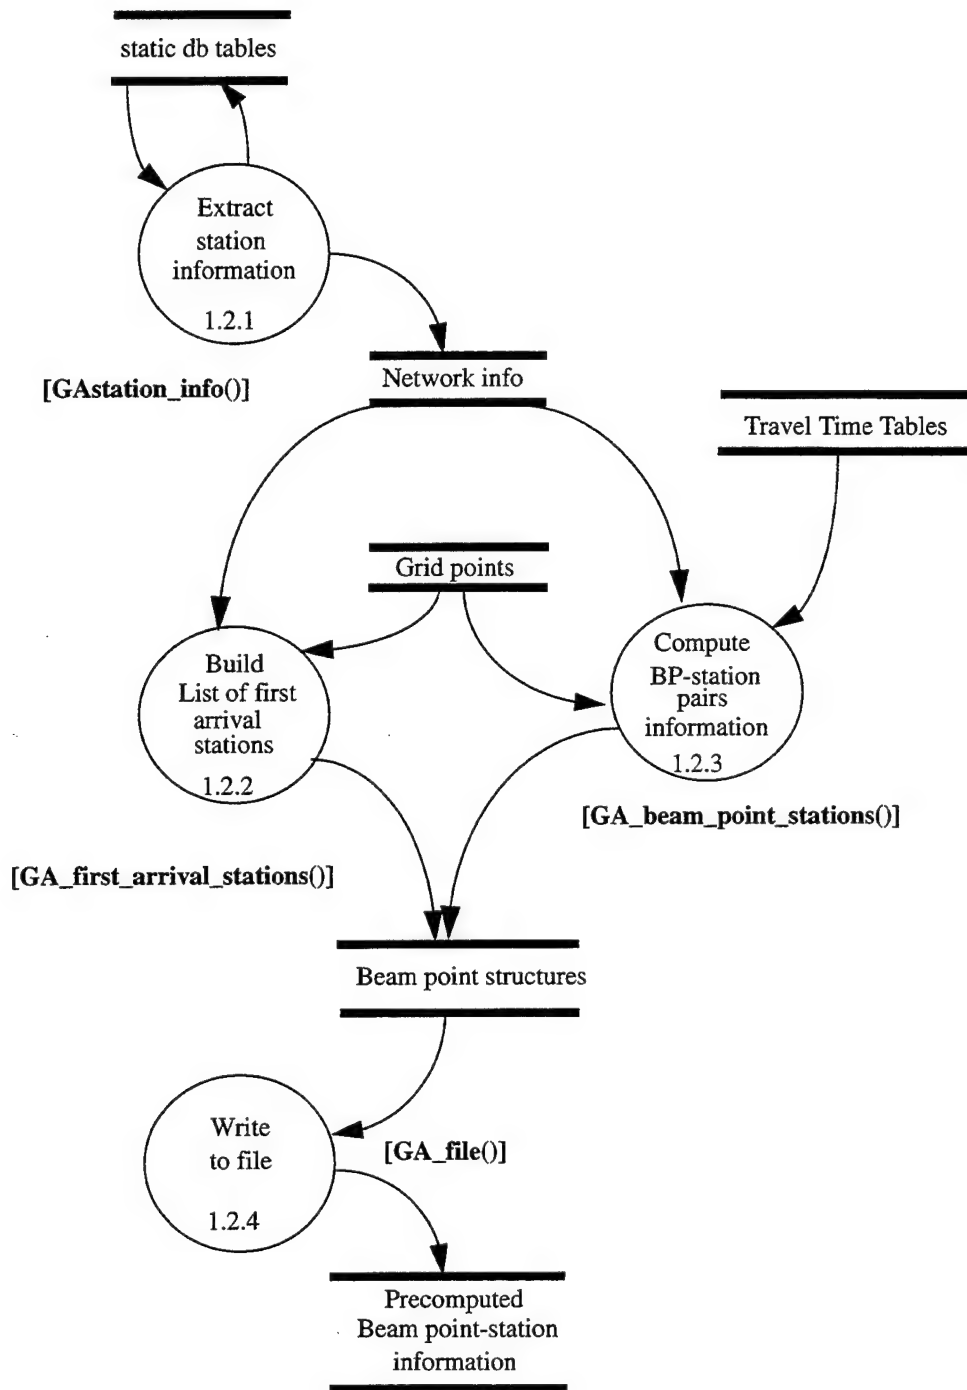 static db tables
Extract
station
information
1.2.1
[GAstation_info()]
Network info
Travel Time Tables
Grid points
Build
List of first
arrival
stations
1.2.2
Compute
BP-station
pairs
information
1.2.3
[GA_beam_point_stations()]
[GA_first_arrival_stations()]
Beam point structures
Write
to file
1.2.4
[GA_file()]
Precomputed
Beam point-station
information